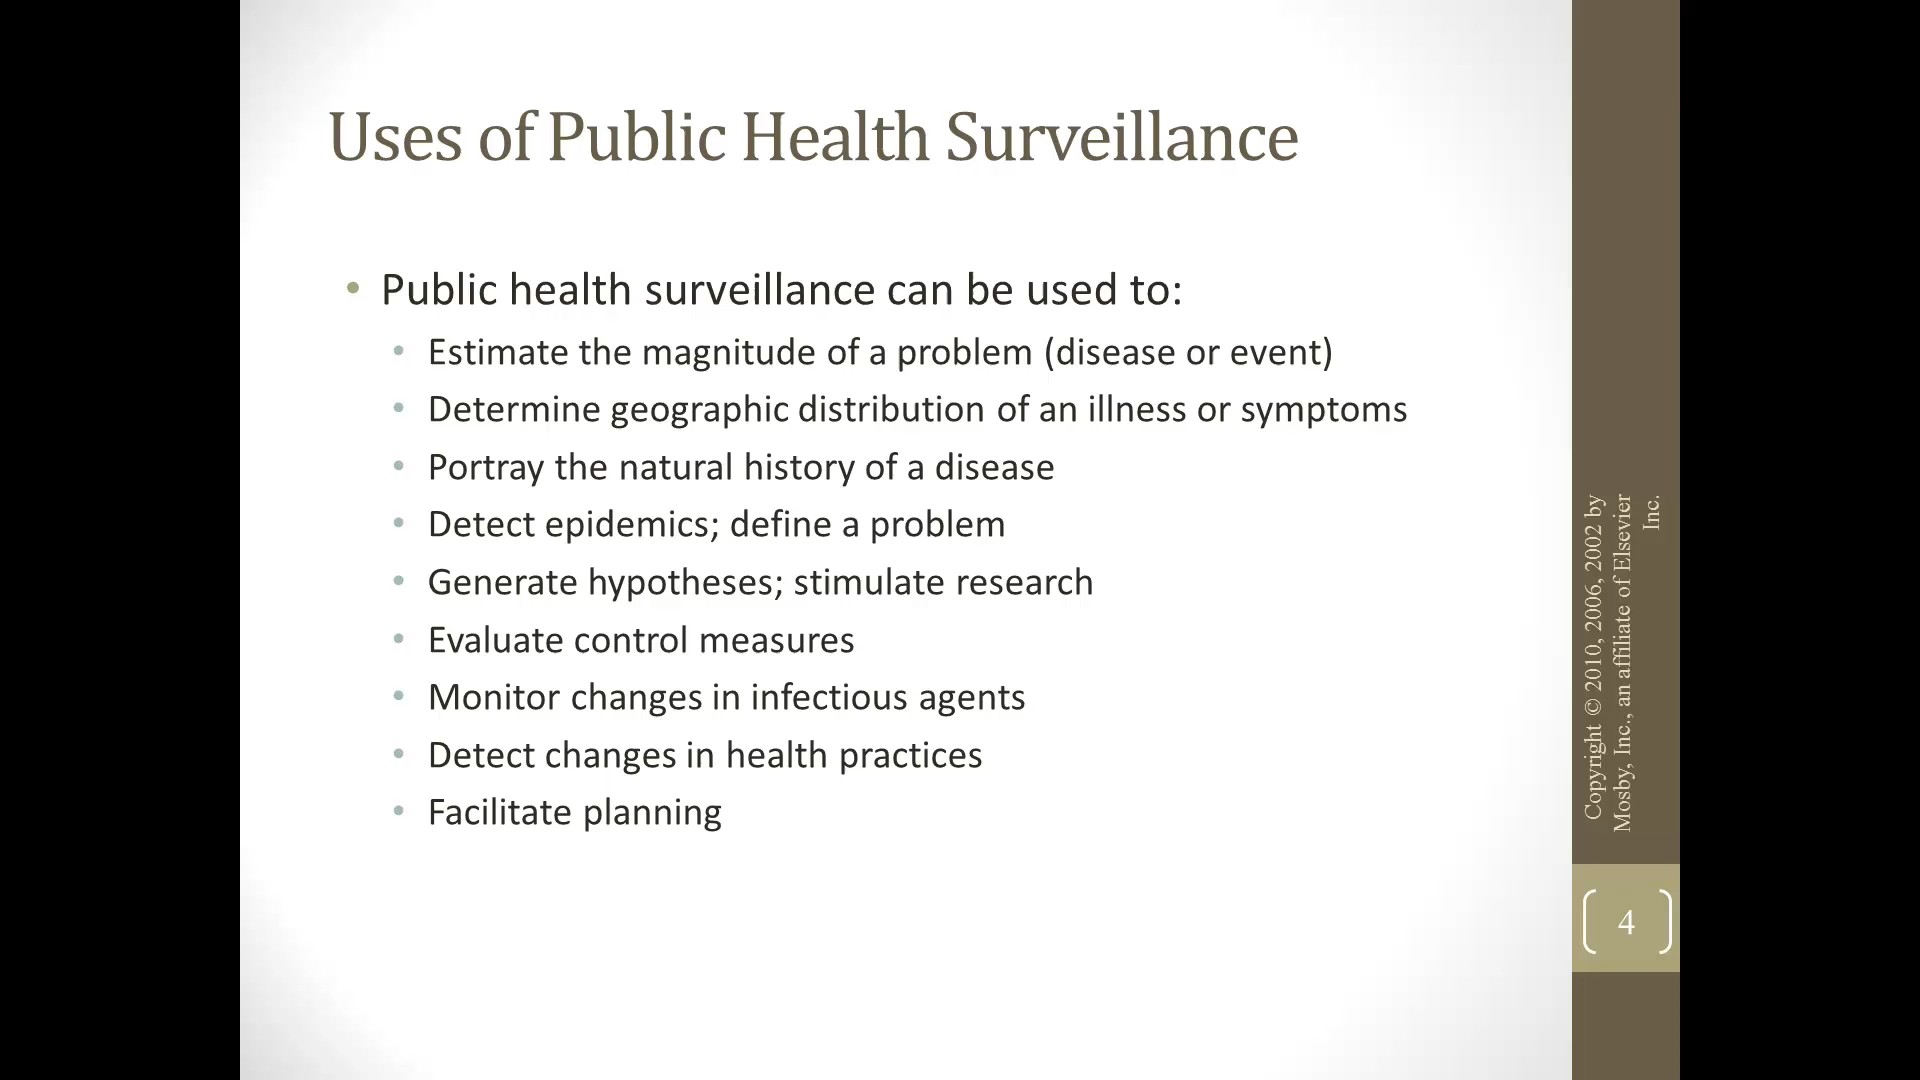 Uses of Public Health Surveillance
• Public health surveillance can be used to:
• Estimate the magnitude of a problem (disease or event)
• Determine geographic distribution of an illness or symptoms
• Portray the natural history of a disease
• Detect epidemics; define a problem
• Generate hypotheses; stimulate research
• Evaluate control measures
• Monitor changes in infectious agents
• Detect changes in health practices
• Facilitate planning
Copyright © 2010, 2006, 2002 by
Mosby, Inc., an affiliate of Elsevier
Inc.
4